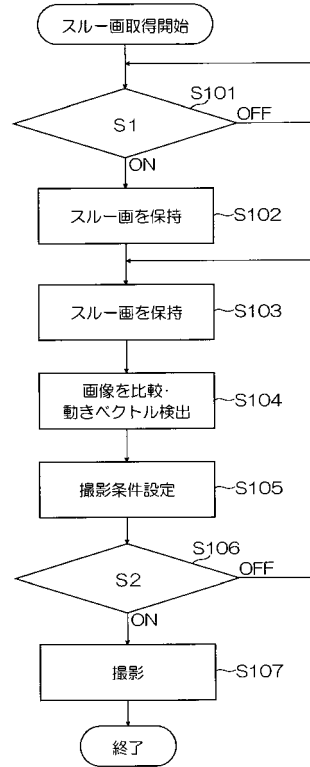 スルー画取得開始
S101
S1
OFF
ON
スルー画を保持
S102
スルー画を保持
S103
画像を比較・
動きベクトル検出
S104
撮影条件設定
S105
S106
S2
OFF
ON
撮影
S107
終了